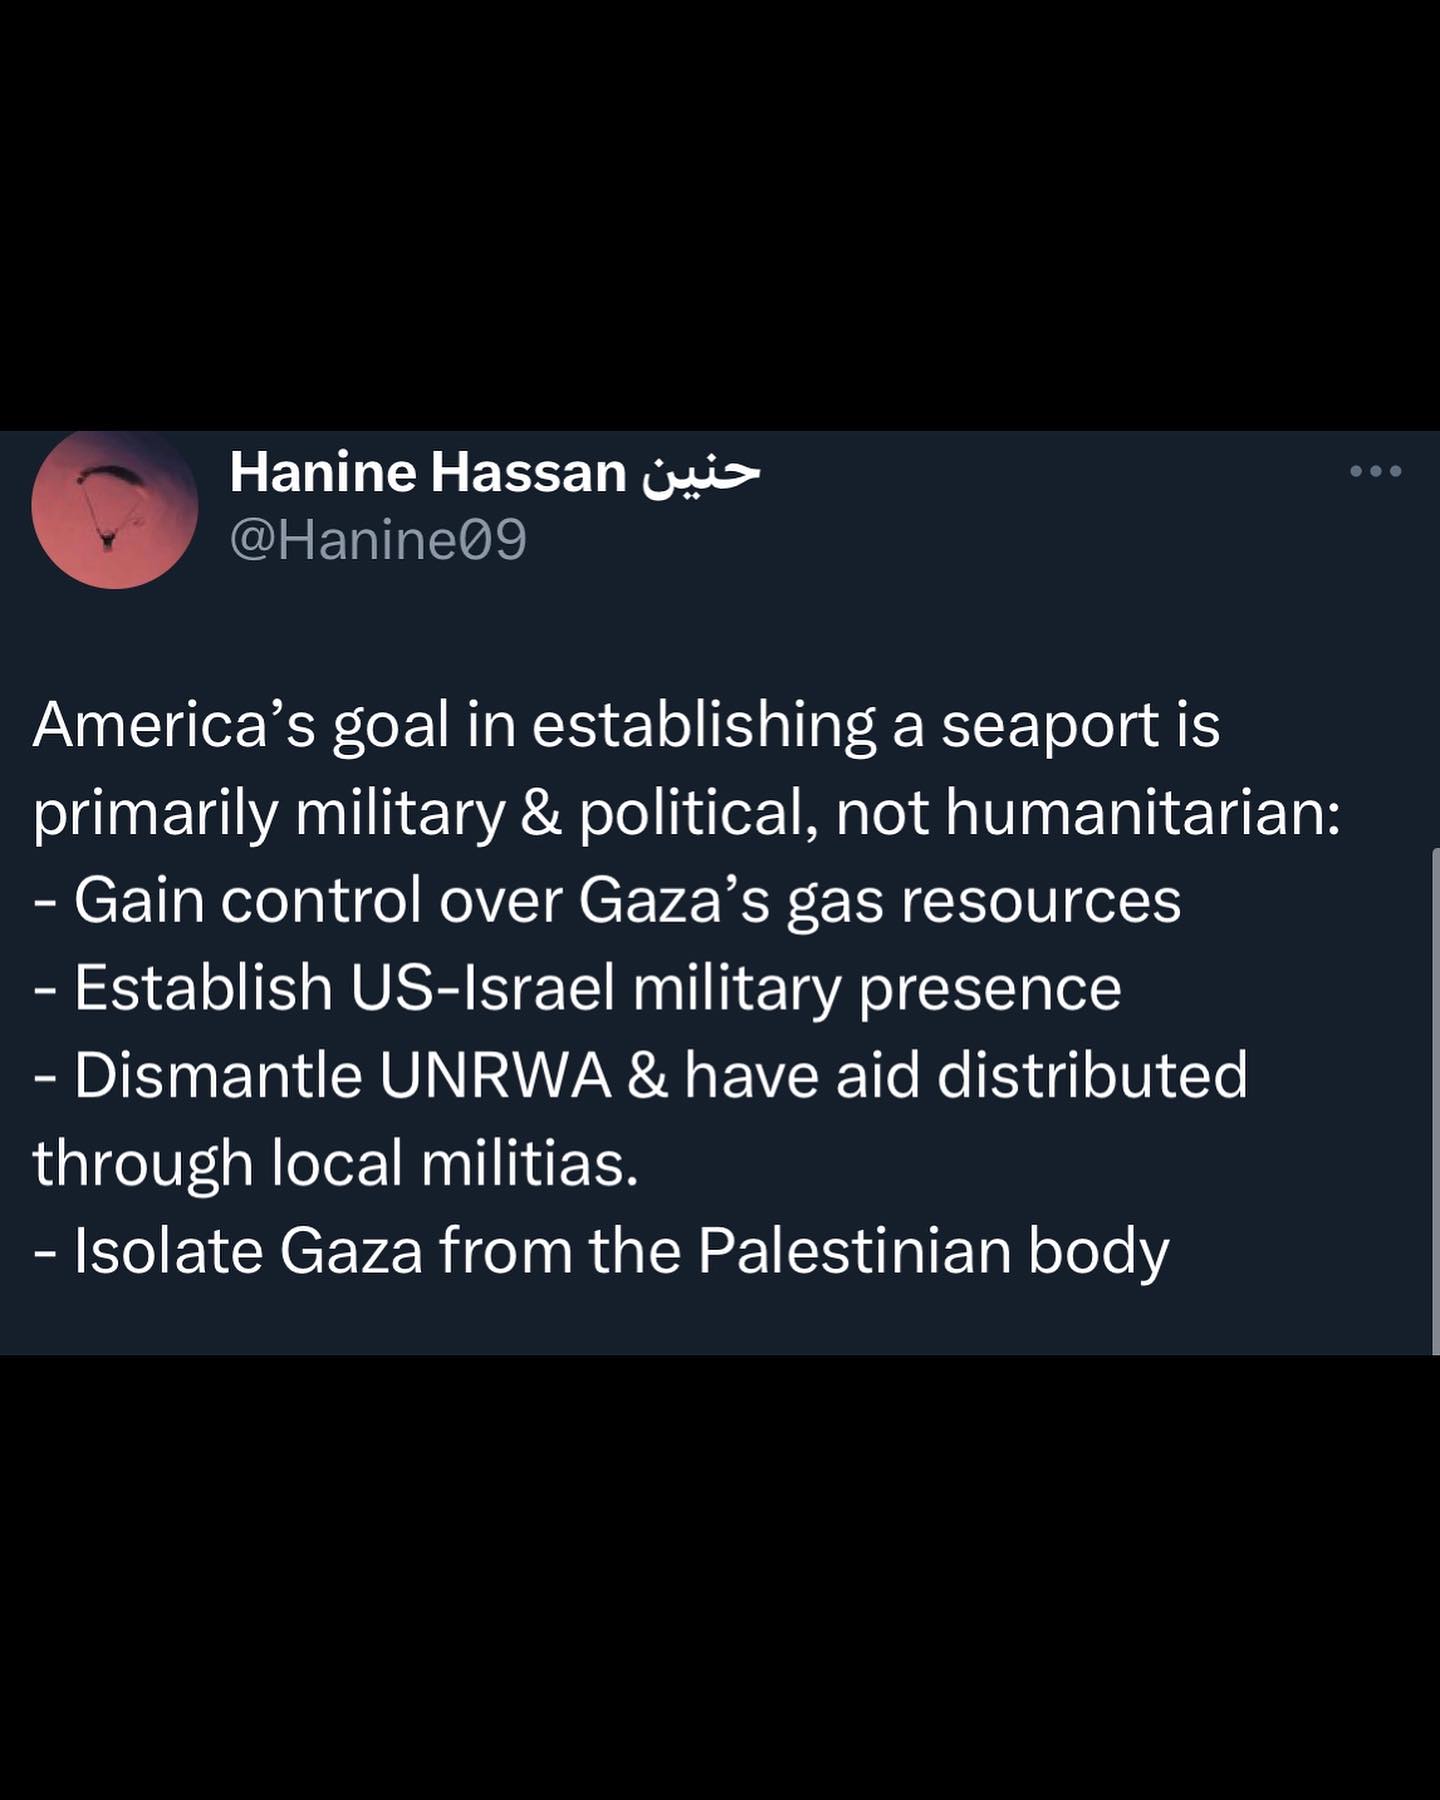 Hanine Hassan حنين
@Hanine09
America’s goal in establishing a seaport is
primarily military & political, not humanitarian:
- Gain control over Gaza’s gas resources
- Establish US-Israel military presence
- Dismantle UNRWA & have aid distributed
through local militias.
- Isolate Gaza from the Palestinian body